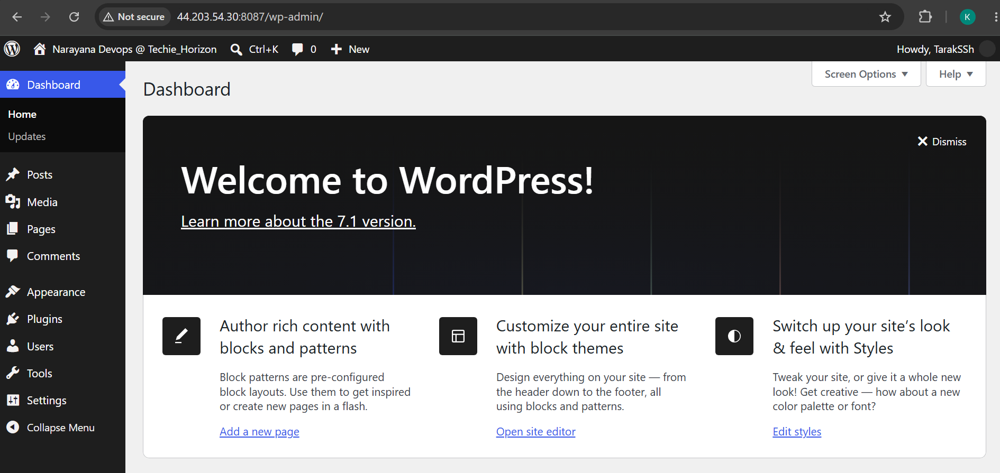 Not secure 44.203.54.30:8087/wp-admin/ K
Narayana Devops @ Techie_Horizon Ctrl+K 0 New Howdy, TarakSSh
Screen Options Help
Dashboard
Home
Updates
Posts
Media
Pages
Comments
Appearance
Plugins
Users
Tools
Settings
Collapse Menu
Dashboard
Dismiss
Welcome to WordPress!
Learn more about the 7.1 version.
Author rich content with
blocks and patterns
Block patterns are pre-configured
block layouts. Use them to get inspired
or create new pages in a flash.
Add a new page
Customize your entire site
with block themes
Design everything on your site — from
the header down to the footer, all
using blocks and patterns.
Open site editor
Switch up your site’s look
& feel with Styles
Tweak your site, or give it a whole new
look! Get creative — how about a new
color palette or font?
Edit styles